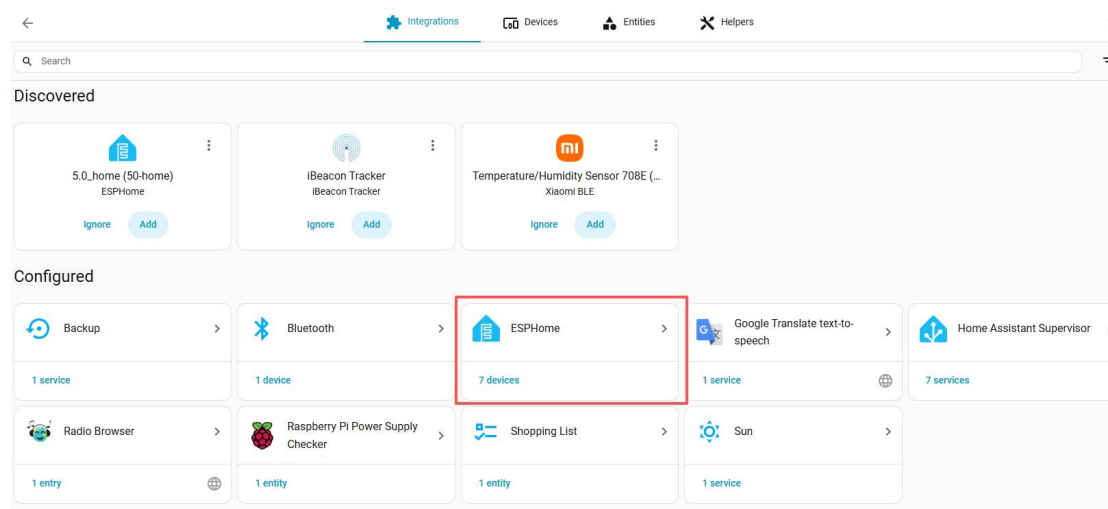 Integrations
Devices
Entities
Helpers
Search
Discovered
5.0_home (50-home)
ESPHome
Ignore
Add
iBeacon Tracker
iBeacon Tracker
Ignore
Add
Temperature/Humidity Sensor 708E (...
Xiaomi BLE
Ignore
Add
Configured
Backup
1 service
Bluetooth
1 device
ESPHome
7 devices
Google Translate text-to-
speech
1 service
Home Assistant Supervisor
7 services
Radio Browser
1 entry
Raspberry Pi Power Supply
Checker
1 entity
Shopping List
1 entity
Sun
1 service